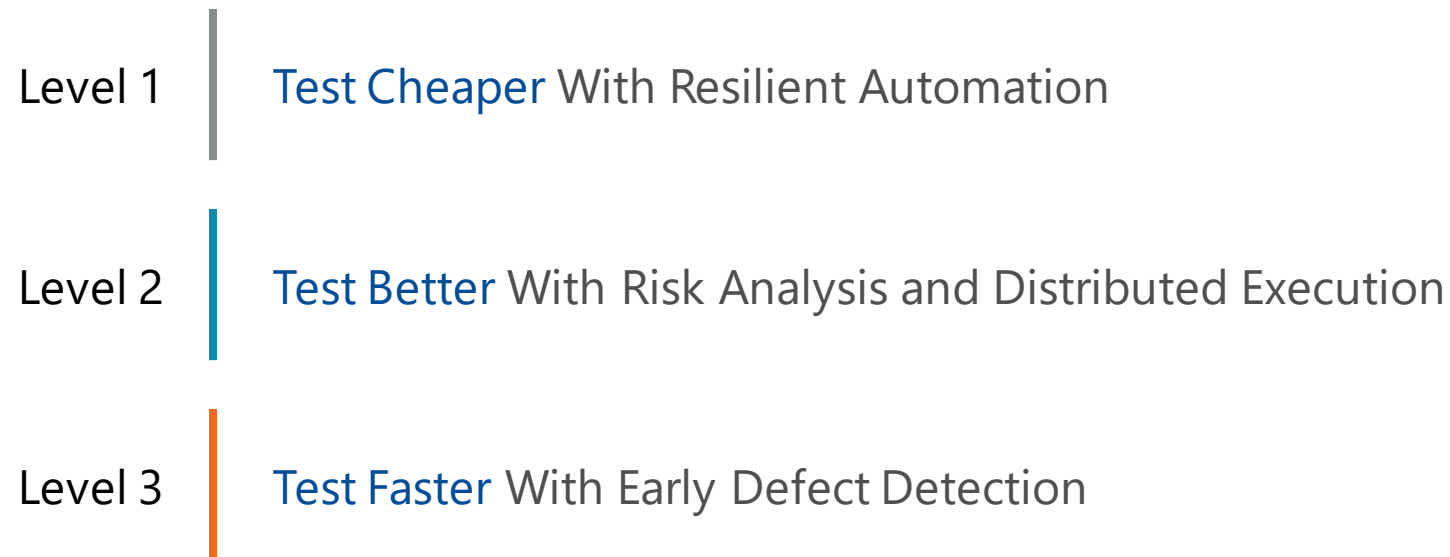 Level 1 Test Cheaper With Resilient Automation
Level 2 Test Better With Risk Analysis and Distributed Execution
Level 3 Test Faster With Early Defect Detection